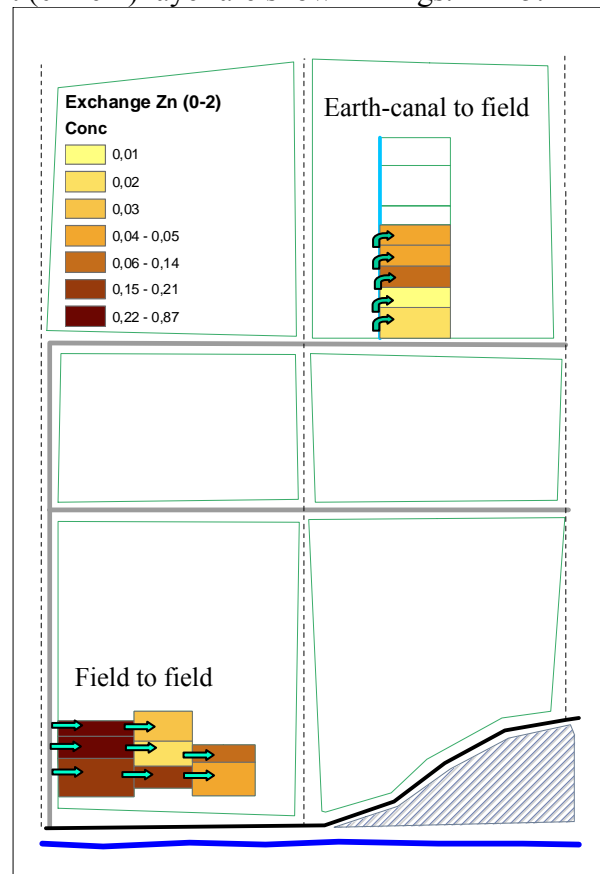 Exchange Zn (0-2)
Conc
0,01
0,02
0,03
0,04 - 0,05
0,06 - 0,14
0,15 - 0,21
0,22 - 0,87
Earth-canal to field
Field to field